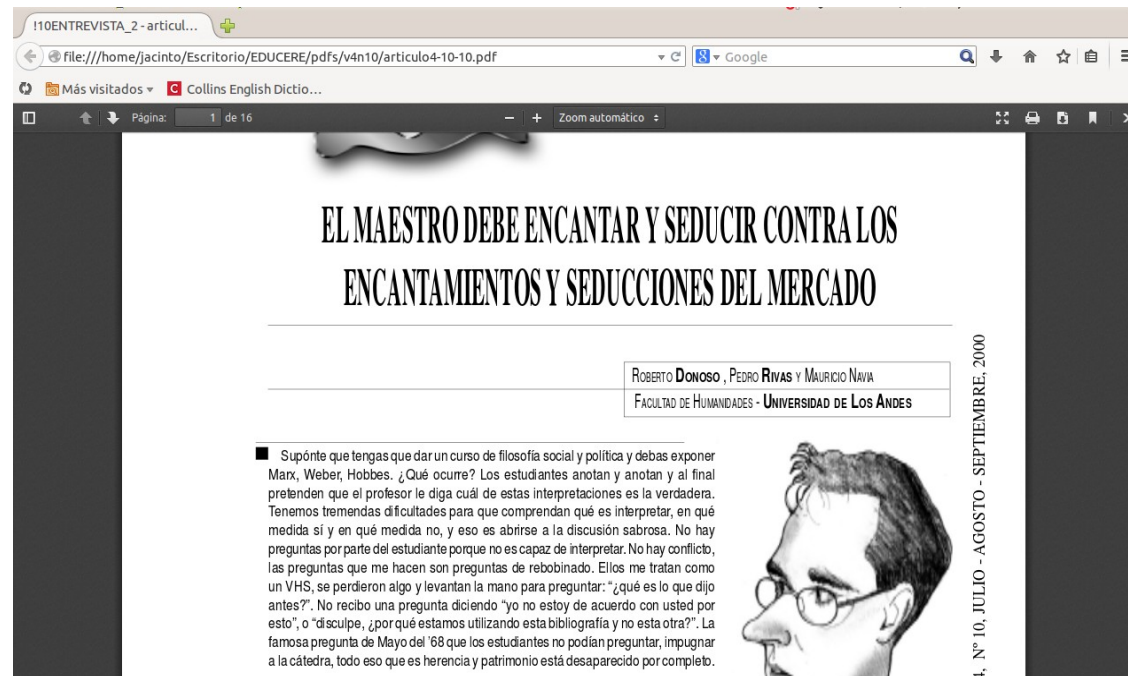 !10ENTREVISTA_2 - articul...
file:///home/jacinto/Escritorio/EDUCERE/pdfs/v4n10/articulo4-10-10.pdf
Google
Más visitados
Collins English Dictio...
Página: 1 de 16
Zoom automático
EL MAESTRO DEBE ENCANTAR Y SEDUCIR CONTRA LOS
ENCANTAMIENTOS Y SEDUCCIONES DEL MERCADO
ROBERTO DONOSO , PEDRO RIVAS Y MAURICIO NAVIA
FACULTAD DE HUMANIDADES - UNIVERSIDAD DE LOS ANDES
Supónte que tengas que dar un curso de filosofía social y política y debas exponer
Marx, Weber, Hobbes. ¿Qué ocurre? Los estudiantes anotan y anotan y al final
pretenden que el profesor le diga cuál de estas interpretaciones es la verdadera.
Tenemos tremendas dificultades para que comprendan qué es interpretar, en qué
medida sí y en qué medida no, y eso es abrirse a la discusión sabrosa. No hay
preguntas por parte del estudiante porque no es capaz de interpretar. No hay conflicto,
las preguntas que me hacen son preguntas de rebobinado. Ellos me tratan como
un VHS, se perdieron algo y levantan la mano para preguntar: “¿qué es lo que dijo
antes?”. No recibo una pregunta diciendo “yo no estoy de acuerdo con usted por
esto”, o “disculpe, ¿por qué estamos utilizando esta bibliografía y no esta otra?”. La
famosa pregunta de Mayo del ’68 que los estudiantes no podían preguntar, impugnar
a la cátedra, todo eso que es herencia y patrimonio está desaparecido por completo.
Nº 10, JULIO - AGOSTO - SEPTIEMBRE, 2000